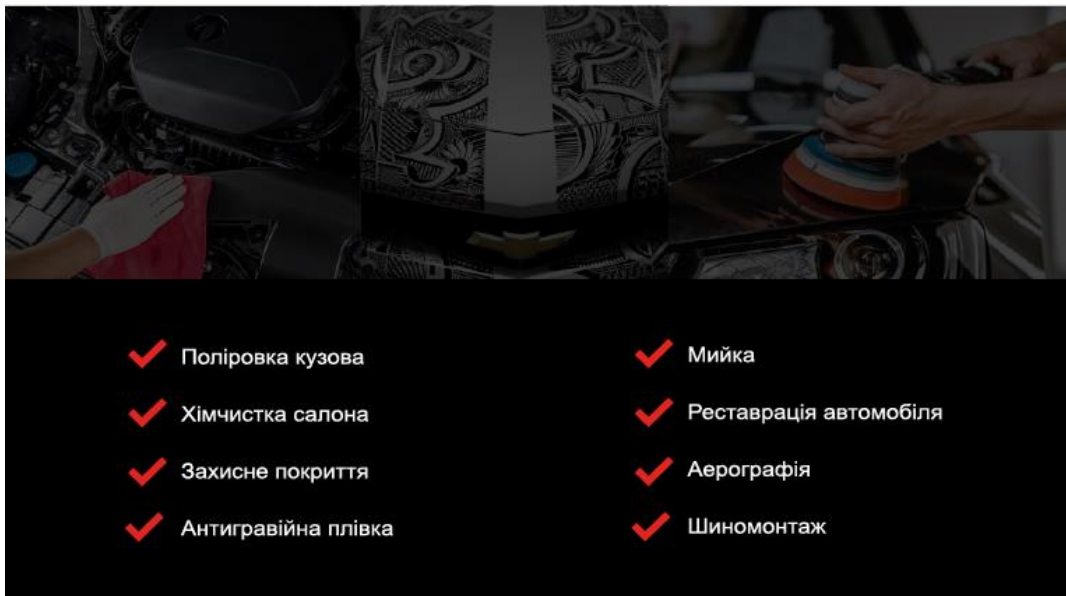 Поліровка кузова
Хімчистка салона
Захисне покриття
Антигравійна плівка
Мийка
Реставрація автомобіля
Аерографія
Шиномонтаж